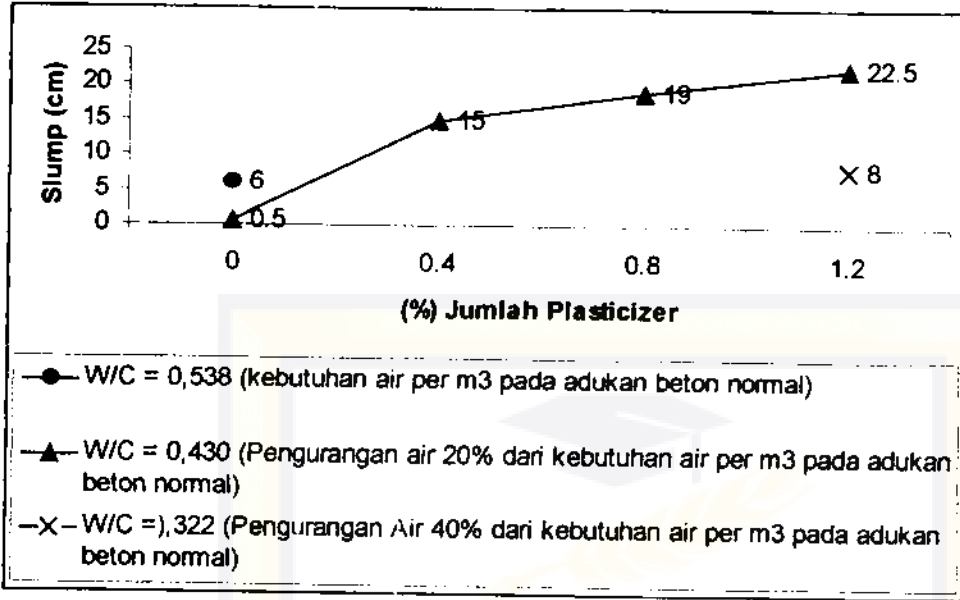 25
20
15
10
5
0
Slump (cm)
6
0.5
15
19
22.5
8
0 0.4 0.8 1.2
(%) Jumlah Plasticizer
W/C = 0,538 (kebutuhan air per m3 pada adukan beton normal)
W/C = 0,430 (Pengurangan air 20% dari kebutuhan air per m3 pada adukan
beton normal)
W/C =),322 (Pengurangan Air 40% dari kebutuhan air per m3 pada adukan
beton normal)